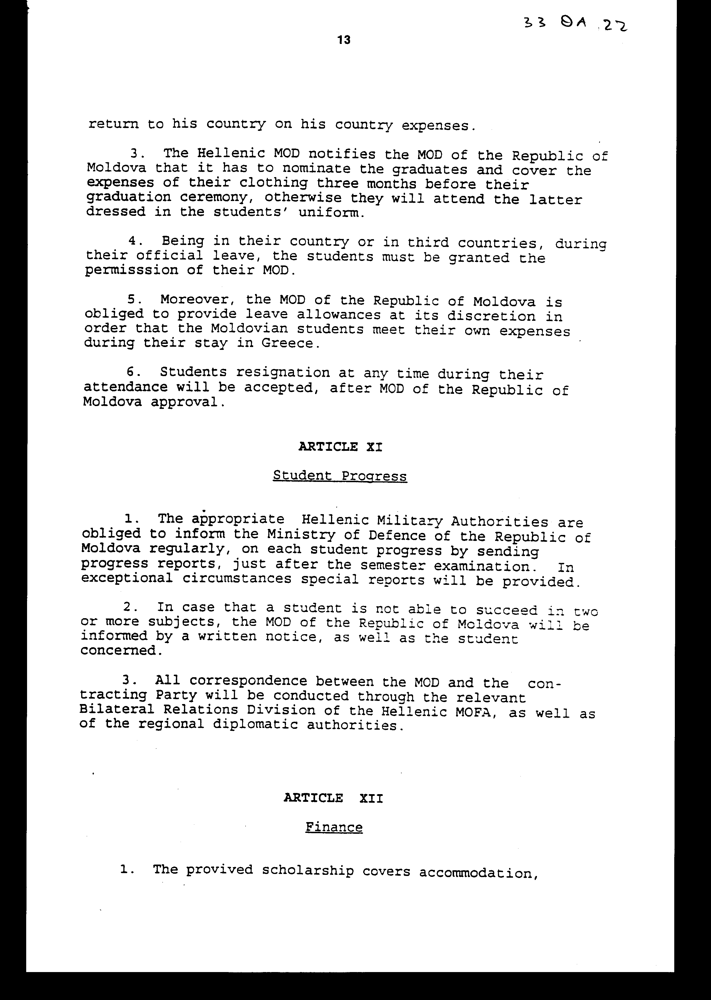 33 ΘA 22
13
return to his country on his country expenses.
3. The Hellenic MOD notifies the MOD of the Republic of
Moldova that it has to nominate the graduates and cover the
expenses of their clothing three months before their
graduation ceremony, otherwise they will attend the latter
dressed in the students' uniform.
4. Being in their country or in third countries, during
their official leave, the students must be granted the
permisssion of their MOD.
5. Moreover, the MOD of the Republic of Moldova is
obliged to provide leave allowances at its discretion in
order that the Moldovian students meet their own expenses
during their stay in Greece.
6. Students resignation at any time during their
attendance will be accepted, after MOD of the Republic of
Moldova approval.
ARTICLE XI
Student Progress
1. The appropriate Hellenic Military Authorities are
obliged to inform the Ministry of Defence of the Republic of
Moldova regularly, on each student progress by sending
progress reports, just after the semester examination. In
exceptional circumstances special reports will be provided.
2. In case that a student is not able to succeed in two
or more subjects, the MOD of the Republic of Moldova will be
informed by a written notice, as well as the student
concerned.
3. All correspondence between the MOD and the con-
tracting Party will be conducted through the relevant
Bilateral Relations Division of the Hellenic MOFA, as well as
of the regional diplomatic authorities.
ARTICLE XII
Finance
1. The provived scholarship covers accommodation,